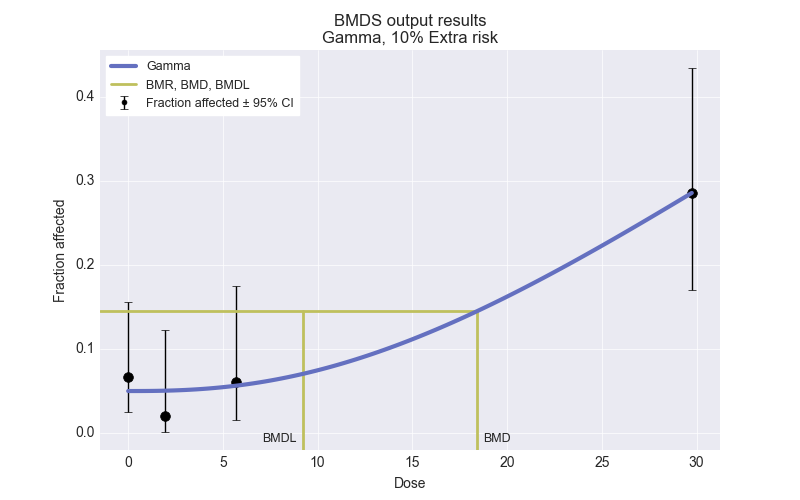 BMDS output results
Gamma, 10% Extra risk
Gamma
BMR, BMD, BMDL
Fraction affected ± 95% CI
0.4
0.3
0.2
0.1
0.0
Fraction affected
BMDL
BMD
0
5
10
15
20
25
30
Dose